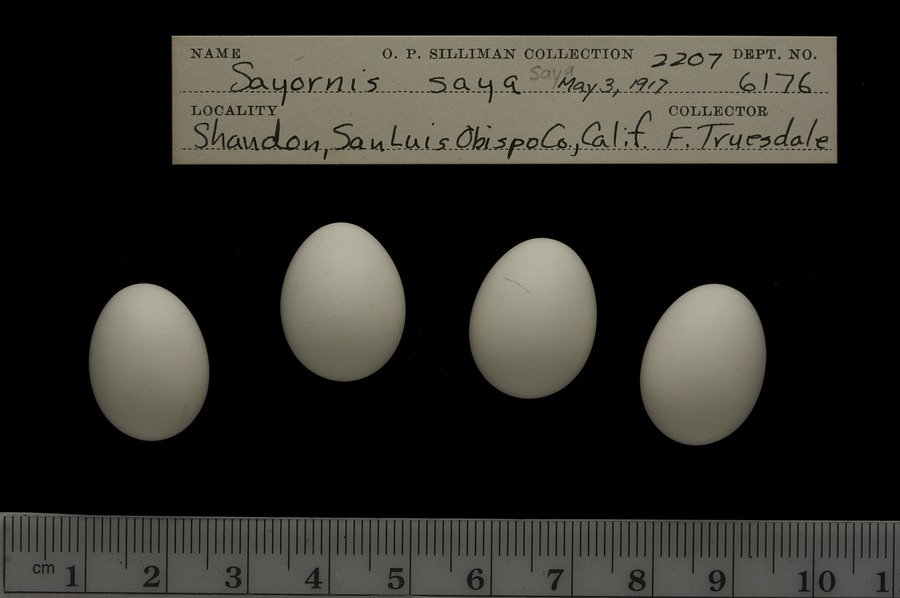 NAME O. P. SILLIMAN COLLECTION 2207 DEPT. NO.
Sayornis saya Saya May 3, 1917 6176
LOCALITY COLLECTOR
Shandon, San Luis Obispo Co., Calif. F. Truesdale
cm 1 2 3 4 5 6 7 8 9 10 1